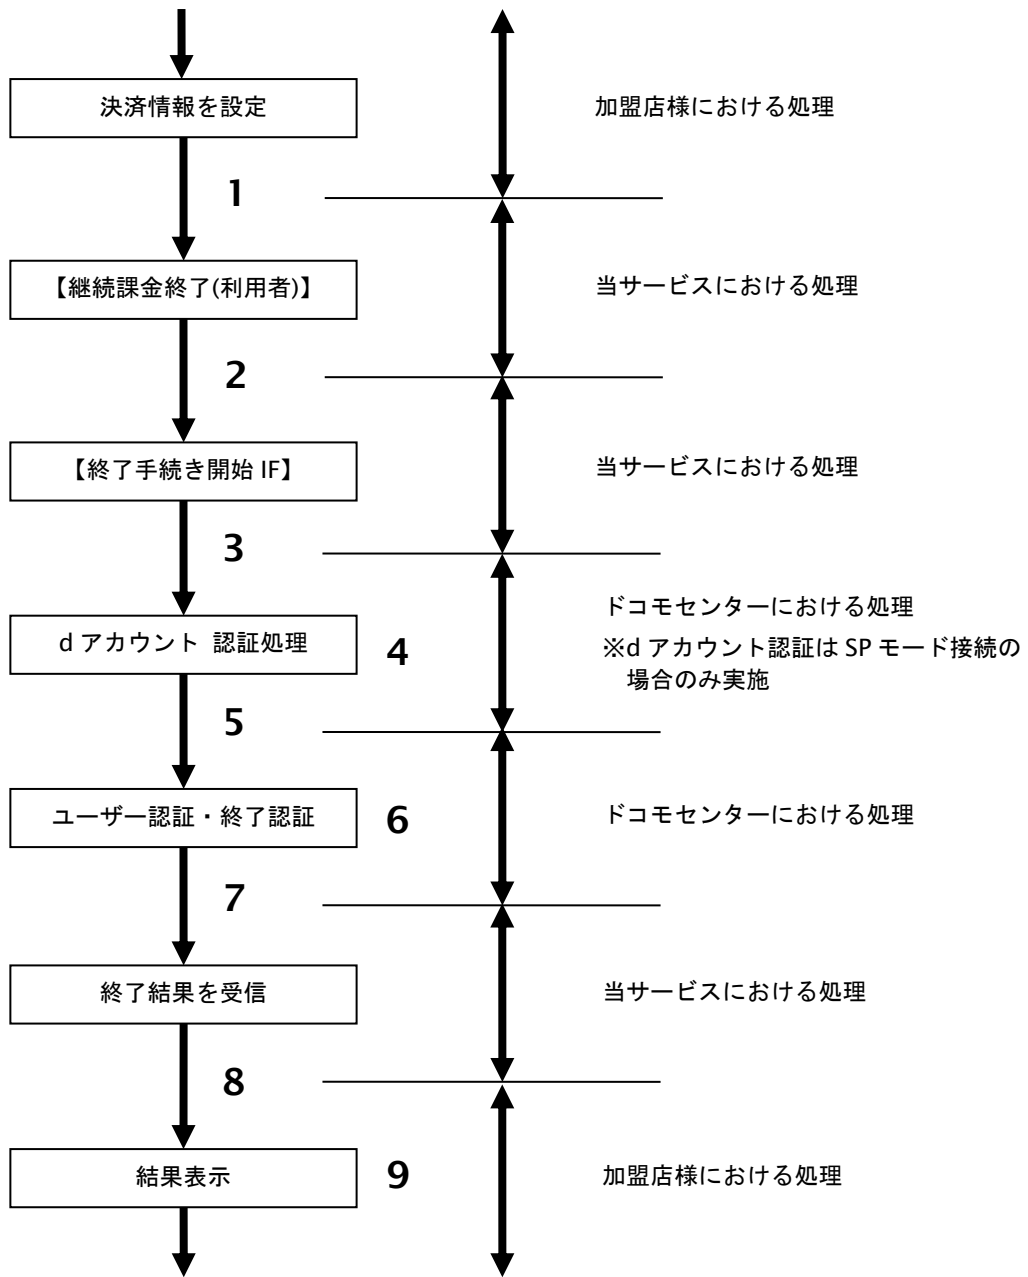 決済情報を設定
加盟店様における処理
1
【継続課金終了(利用者)】
当サービスにおける処理
2
【終了手続き開始 IF】
当サービスにおける処理
3
ドコモセンターにおける処理
d アカウント 認証処理
4
※d アカウント認証は SP モード接続の
場合のみ実施
5
ユーザー認証・終了認証
6
ドコモセンターにおける処理
7
終了結果を受信
当サービスにおける処理
8
結果表示
9
加盟店様における処理